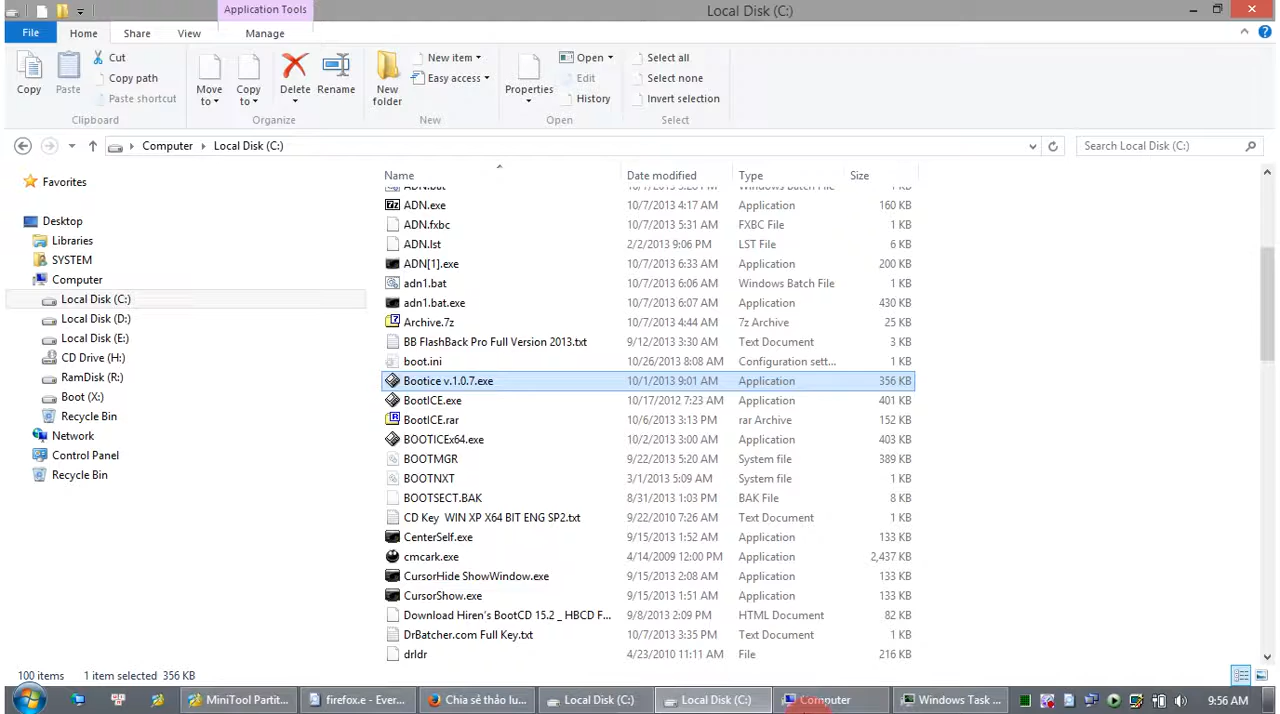 Application Tools
Local Disk (C:)
File
Home
Share
View
Manage
Copy
Paste
Cut
Copy path
Paste shortcut
Clipboard
Move to
Copy to
Delete
Rename
Organize
New folder
New item
Easy access
New
Properties
Open
Edit
History
Open
Select all
Select none
Invert selection
Select
Computer
Local Disk (C:)
Search Local Disk (C:)
Favorites
Desktop
Libraries
SYSTEM
Computer
Local Disk (C:)
Local Disk (D:)
Local Disk (E:)
CD Drive (H:)
RamDisk (R:)
Boot (X:)
Recycle Bin
Network
Control Panel
Recycle Bin
Name Date modified Type Size
ADN.bat Windows Batch File 1 KB
ADN.exe 10/7/2013 4:17 AM Application 160 KB
ADN.fxbc 10/7/2013 5:31 AM FXBC File 1 KB
ADN.lst 2/2/2013 9:06 PM LST File 6 KB
ADN[1].exe 10/7/2013 6:33 AM Application 200 KB
adn1.bat 10/7/2013 6:06 AM Windows Batch File 1 KB
adn1.bat.exe 10/7/2013 6:07 AM Application 430 KB
Archive.7z 10/7/2013 4:44 AM 7z Archive 25 KB
BB FlashBack Pro Full Version 2013.txt 9/12/2013 3:30 AM Text Document 3 KB
boot.ini 10/26/2013 8:08 AM Configuration sett... 1 KB
Bootice v.1.0.7.exe 10/1/2013 9:01 AM Application 356 KB
BootICE.exe 10/17/2012 7:23 AM Application 401 KB
BootICE.rar 10/6/2013 3:13 PM rar Archive 152 KB
BOOTICEx64.exe 10/2/2013 3:00 AM Application 403 KB
BOOTMGR 9/22/2013 5:20 AM System file 389 KB
BOOTNXT 3/1/2013 5:09 AM System file 1 KB
BOOTSECT.BAK 8/31/2013 1:03 PM BAK File 8 KB
CD Key WIN XP X64 BIT ENG SP2.txt 9/22/2010 7:26 AM Text Document 1 KB
CenterSelf.exe 9/15/2013 1:52 AM Application 133 KB
cmcark.exe 4/14/2009 12:00 PM Application 2,437 KB
CursorHide ShowWindow.exe 9/15/2013 2:08 AM Application 133 KB
CursorShow.exe 9/15/2013 1:51 AM Application 133 KB
Download Hiren's BootCD 15.2 _ HBCD F... 9/8/2013 2:09 PM HTML Document 82 KB
DrBatcher.com Full Key.txt 10/7/2013 3:35 PM Text Document 1 KB
drldr 4/23/2010 11:11 AM File 216 KB
100 items 1 item selected 356 KB
MiniTool Partit...
firefox.e - Ever...
Chia sẻ thảo lu...
Local Disk (C:)
Local Disk (C:)
Computer
Windows Task ...
9:56 AM